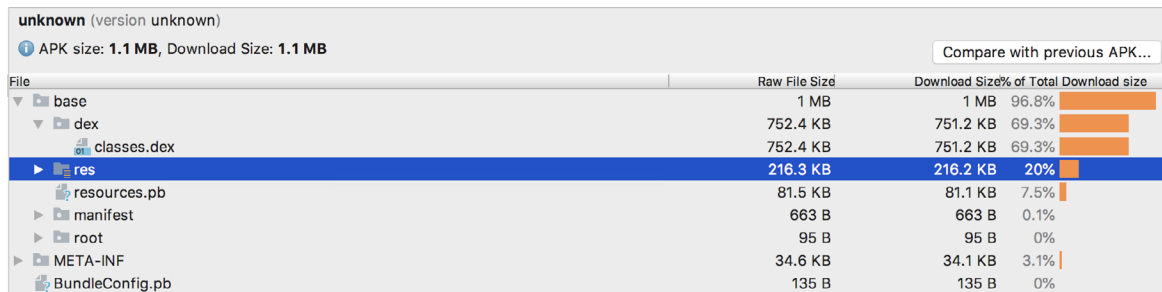 unknown (version unknown)
APK size: 1.1 MB, Download Size: 1.1 MB
Compare with previous APK...
File Raw File Size Download Size % of Total Download size
base 1 MB 1 MB 96.8%
dex 752.4 KB 751.2 KB 69.3%
01 classes.dex 752.4 KB 751.2 KB 69.3%
res 216.3 KB 216.2 KB 20%
resources.pb 81.5 KB 81.1 KB 7.5%
manifest 663 B 663 B 0.1%
root 95 B 95 B 0%
META-INF 34.6 KB 34.1 KB 3.1%
BundleConfig.pb 135 B 135 B 0%